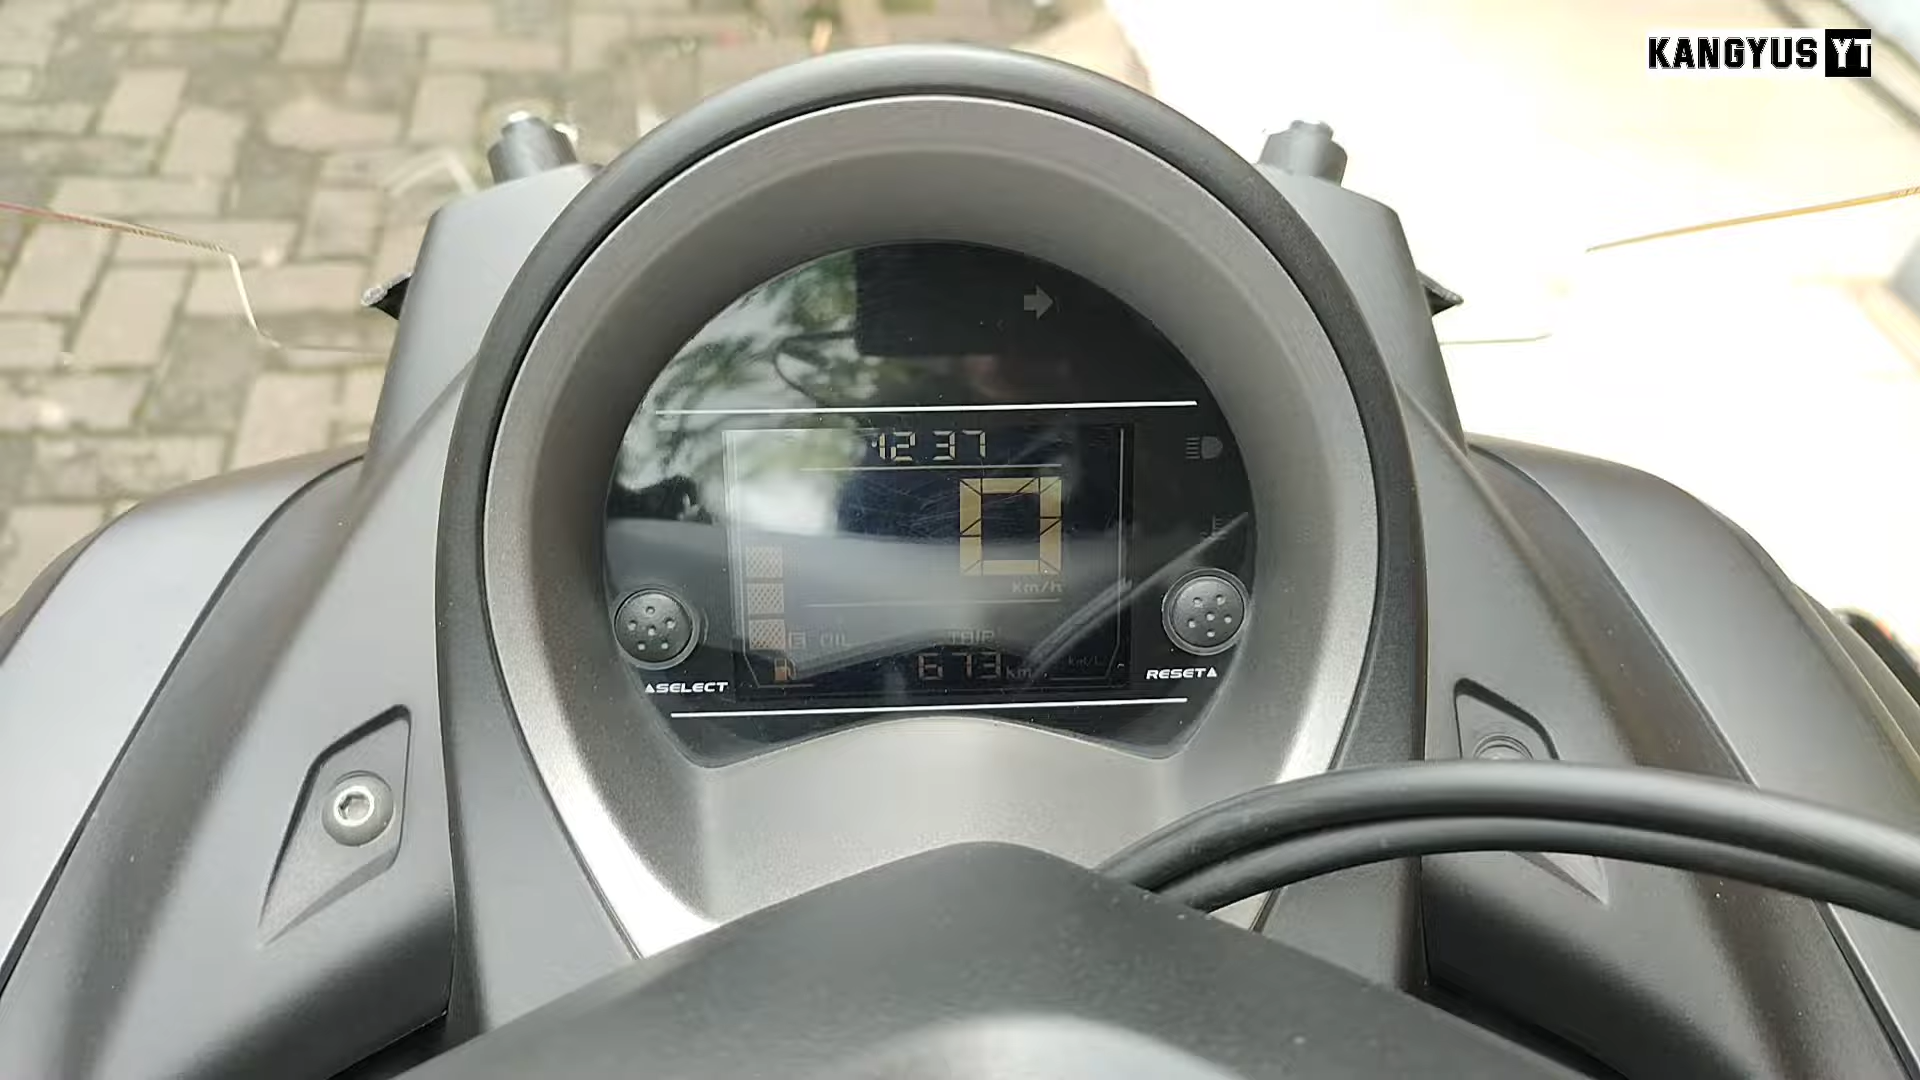 KANGYUS YT
12 37
0
km/h
E OIL
TRIP
673 km
SELECT
RESET